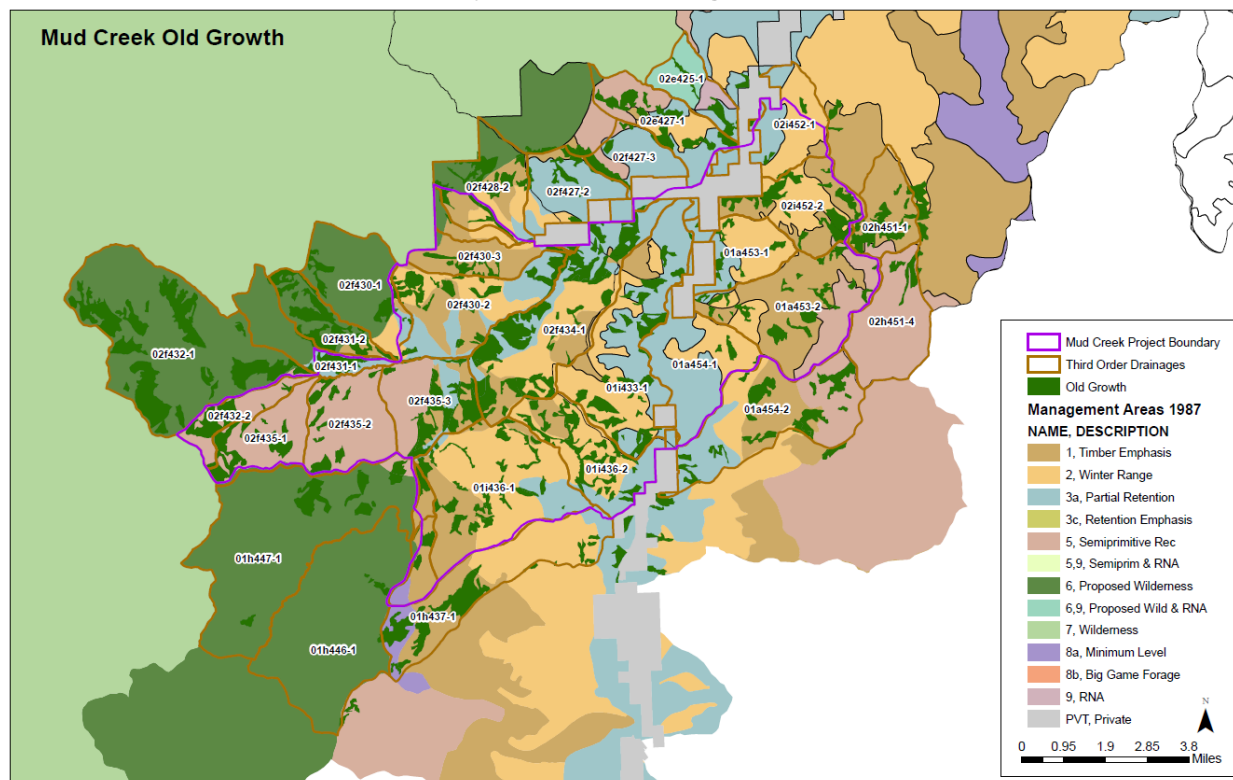 Mud Creek Old Growth
02e425-1
02e427-1
02i452-1
02f427-3
02f428-2
02f427-2
02i452-2
02h451-1
02f430-3
01a453-1
02f430-1
02f430-2
01a453-2
02h451-4
02f431-2
02f434-1
02f432-1
02f431-1
01a454-1
02f435-3
01i433-1
02f432-2
02f435-1
02f435-2
01a454-2
01i436-2
01i436-1
01h447-1
01h437-1
01h446-1
Mud Creek Project Boundary
Third Order Drainages
Old Growth
Management Areas 1987
NAME, DESCRIPTION
1, Timber Emphasis
2, Winter Range
3a, Partial Retention
3c, Retention Emphasis
5, Semiprimitive Rec
5,9, Semiprim & RNA
6, Proposed Wilderness
6,9, Proposed Wild & RNA
7, Wilderness
8a, Minimum Level
8b, Big Game Forage
9, RNA
PVT, Private
N
0 0.95 1.9 2.85 3.8
Miles